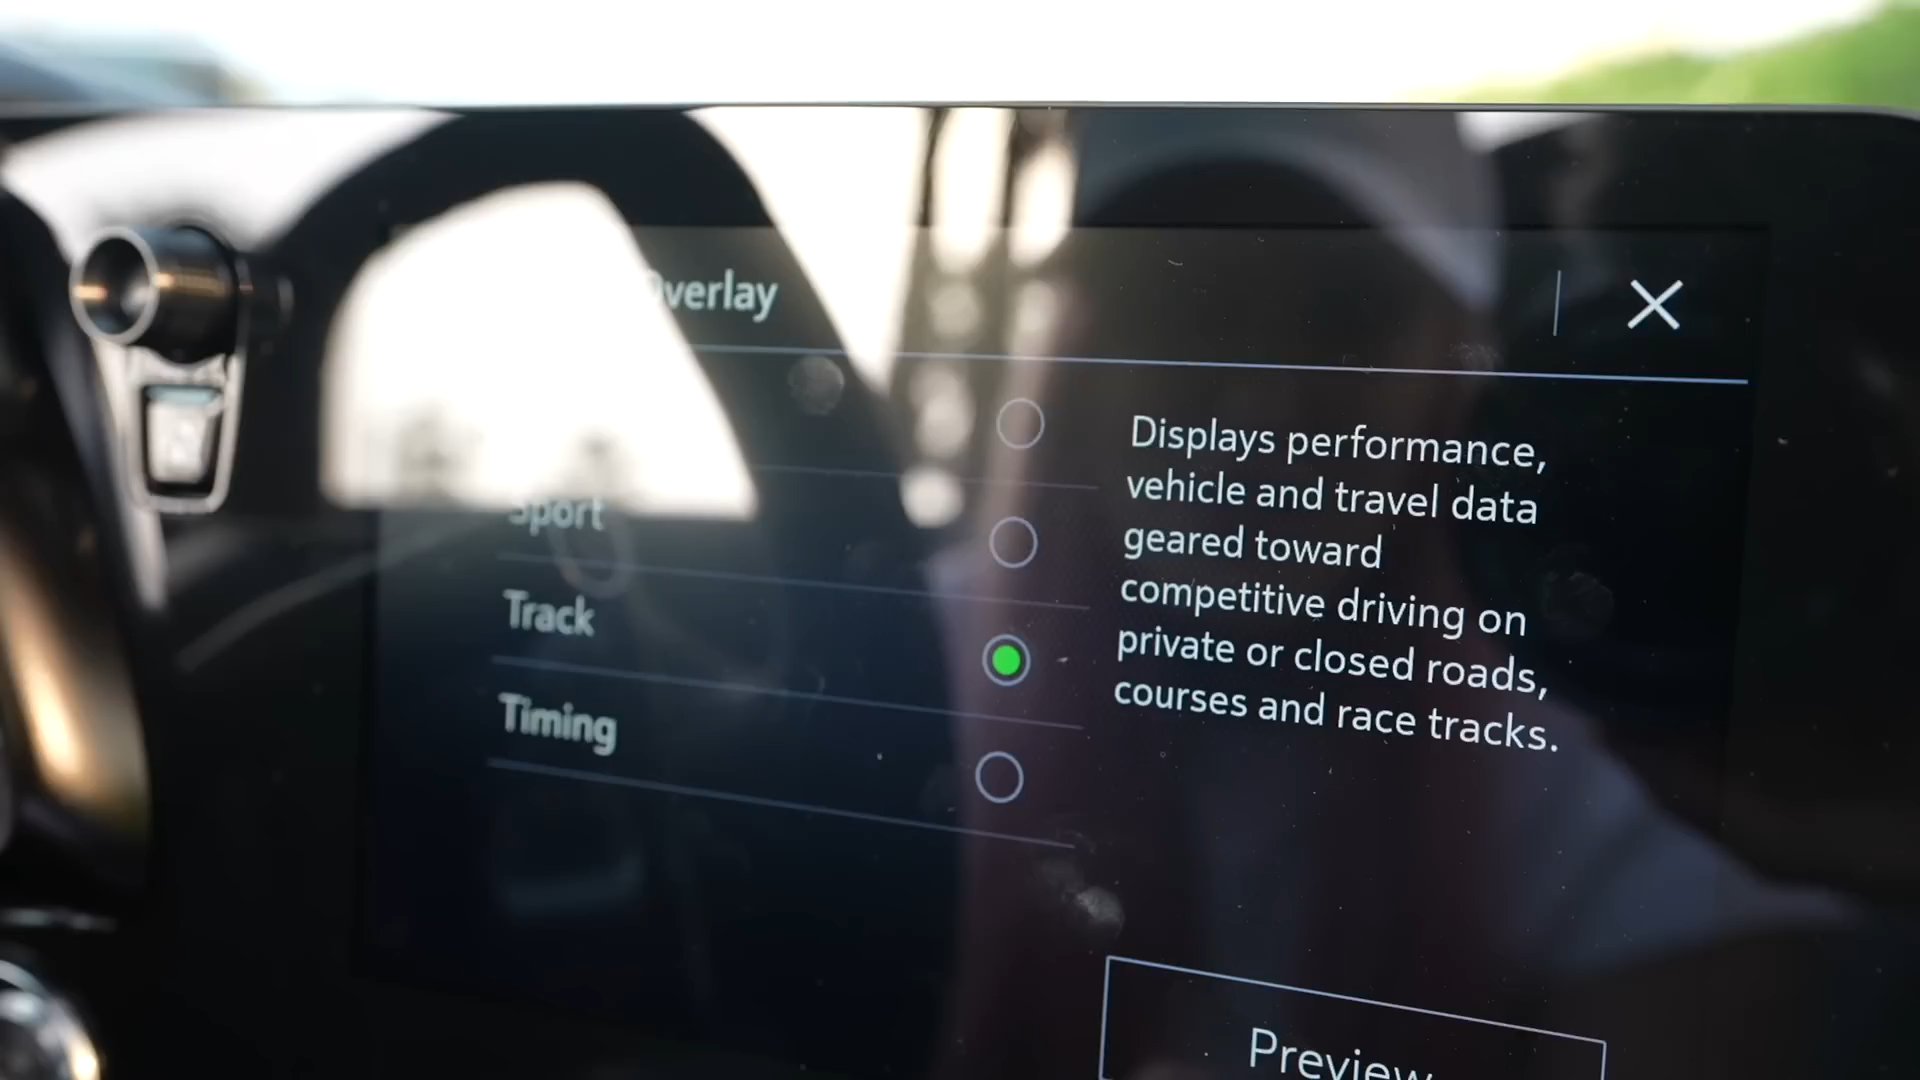 Overlay
Sport
Track
Timing
Displays performance,
vehicle and travel data
geared toward
competitive driving on
private or closed roads,
courses and race tracks.
Preview